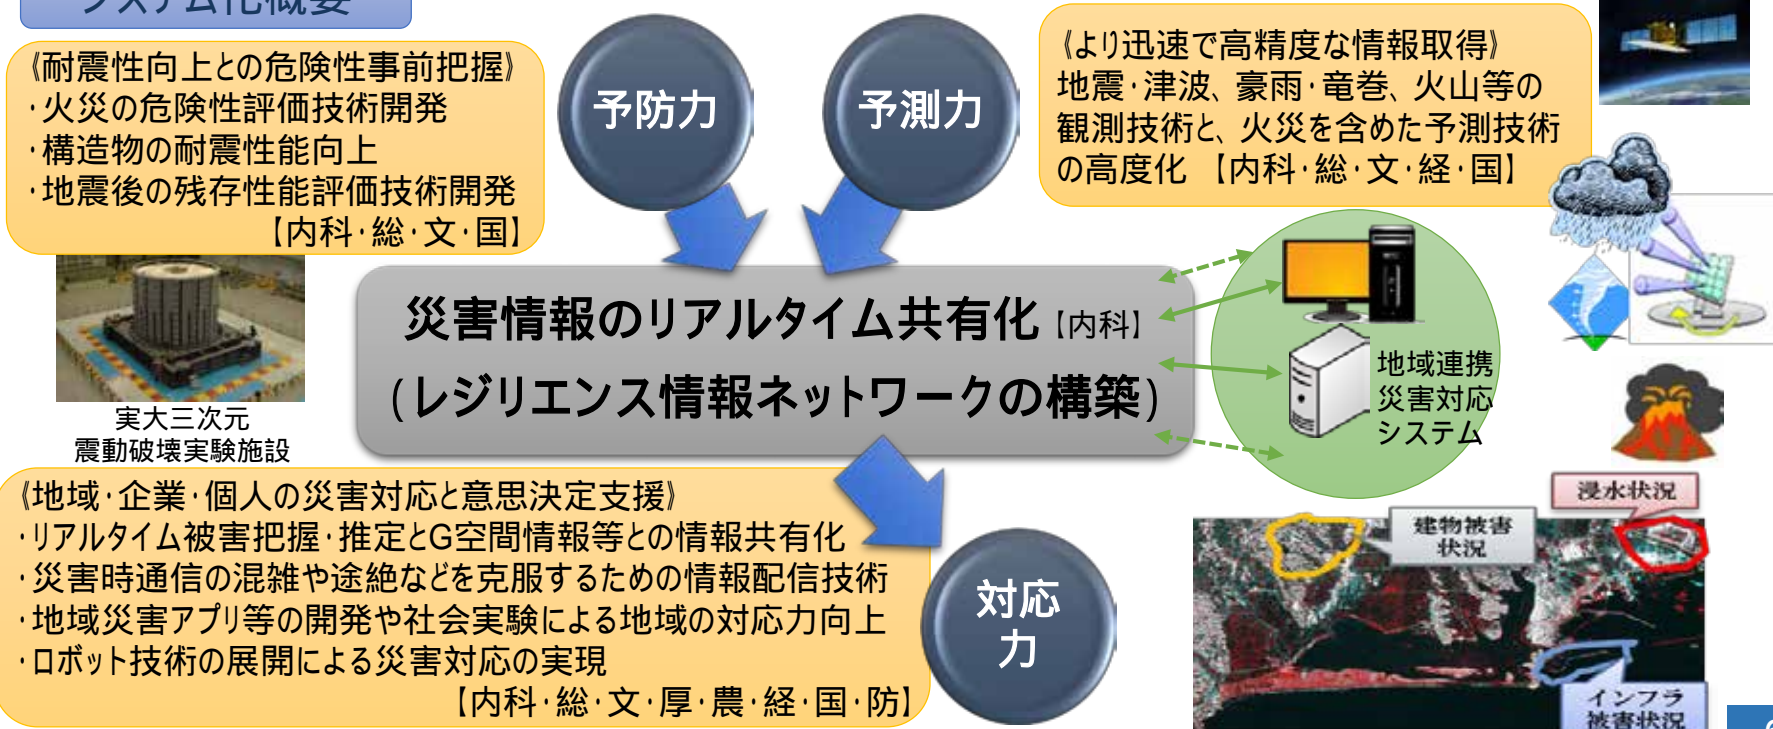 システム化概要
《耐震性向上との危険性事前把握》
・火災の危険性評価技術開発
・構造物の耐震性能向上
・地震後の残存性能評価技術開発
【内科・総・文・国】
予防力
予測力
《より迅速で高精度な情報取得》
地震・津波、豪雨・竜巻、火山等の
観測技術と、火災を含めた予測技術
の高度化 【内科・総・文・経・国】
実大三次元
震動破壊実験施設
災害情報のリアルタイム共有化【内科】
(レジリエンス情報ネットワークの構築)
地域連携
災害対応
システム
《地域・企業・個人の災害対応と意思決定支援》
・リアルタイム被害把握・推定とG空間情報等との情報共有化
・災害時通信の混雑や途絶などを克服するための情報配信技術
・地域災害アプリ等の開発や社会実験による地域の対応力向上
・ロボット技術の展開による災害対応の実現
【内科・総・文・厚・農・経・国・防】
対応
力
浸水状況
建物被害
状況
インフラ
被害状況